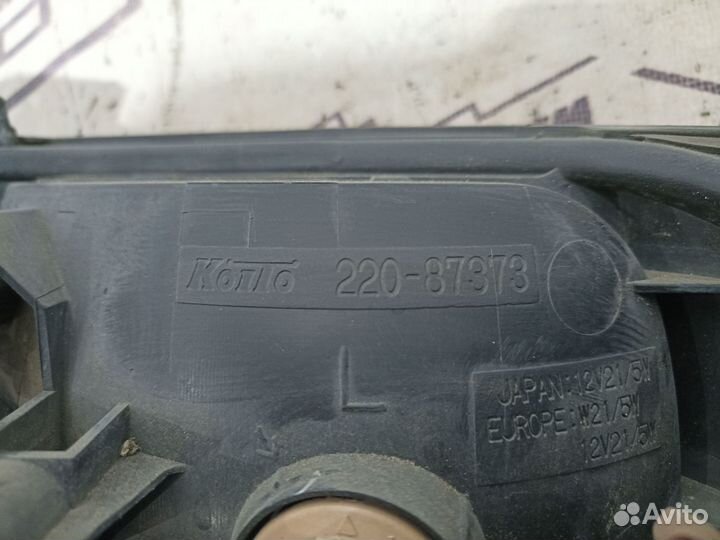 Koito 220-87373
L
JAPAN:12V21/5W
EUROPE:W21/5W
12V21/5W
Avito